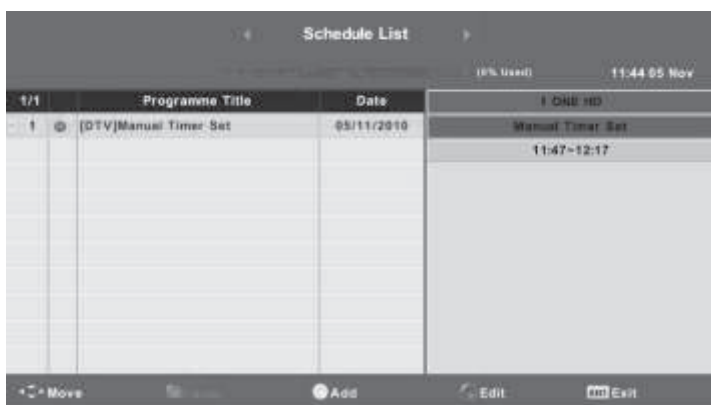 Schedule List
(0% Used)
11:44 05 Nov
1/1 Programme Title Date
1 ONE HD
1 [DTV]Manual Timer Set 05/11/2010
Manual Timer Set
11:47~12:17
Move
Add
Edit
EXIT Exit